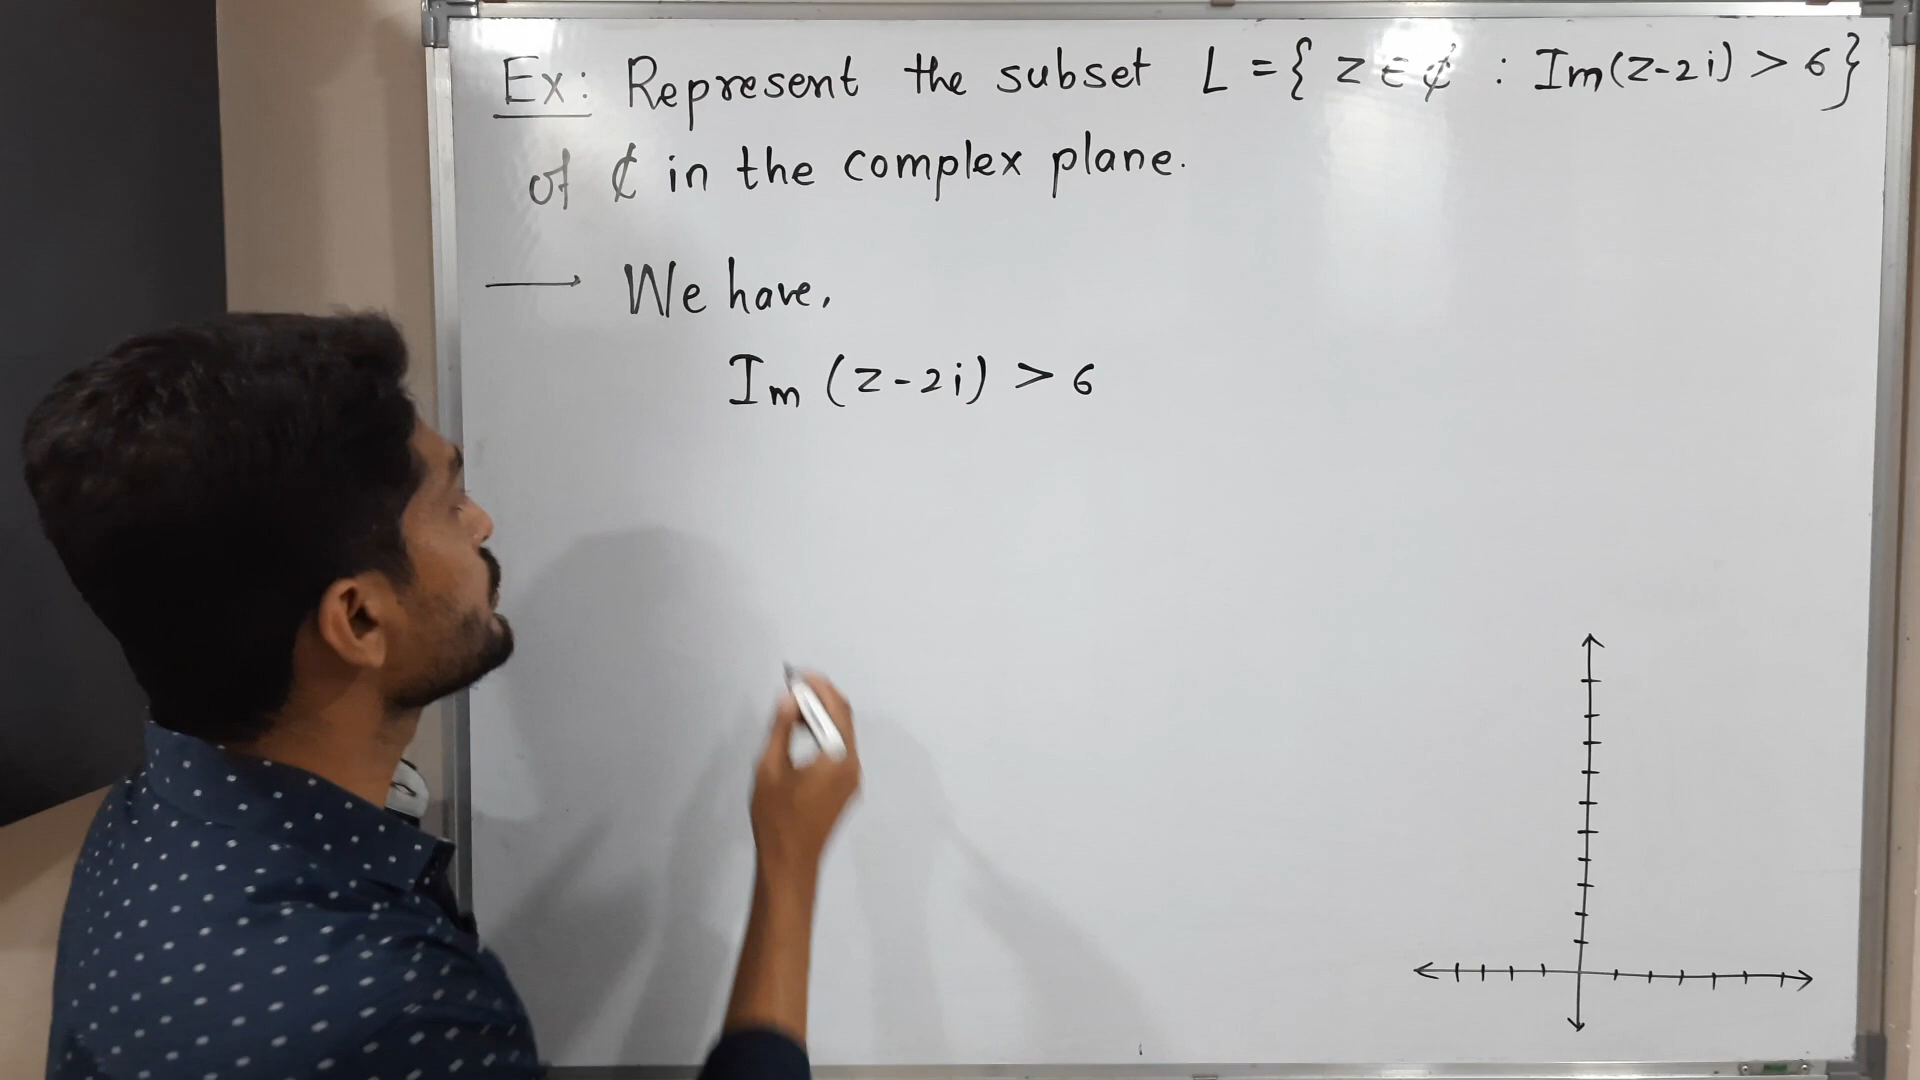 Ex: Represent the subset L = { z ∈ ₵ : Im(z-2i) > 6 }
of ₵ in the complex plane.
⟶ We have,
Im (z-2i) > 6